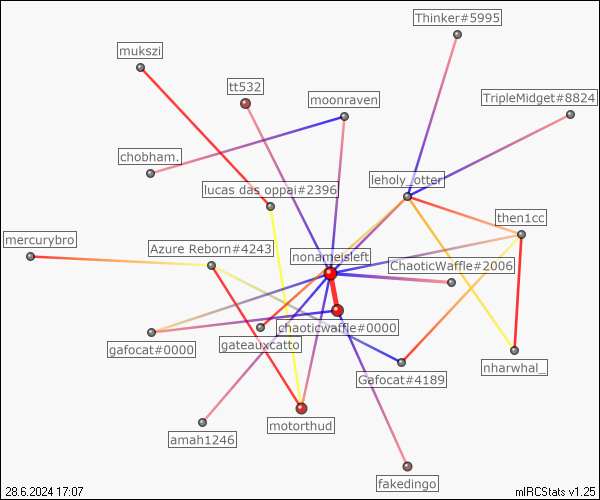 Thinker#5995
mukszi
tt532
moonraven
TripleMidget#8824
chobham.
leholy_otter
lucas das oppai#2396
then1cc
mercurybro
Azure Reborn#4243
nonameisleft
ChaoticWaffle#2006
chaoticwaffle#0000
gafocat#0000
gateauxcatto
Gafocat#4189
nharwhal_
motorthud
amah1246
fakedingo
28.6.2024 17:07
mIRCStats v1.25